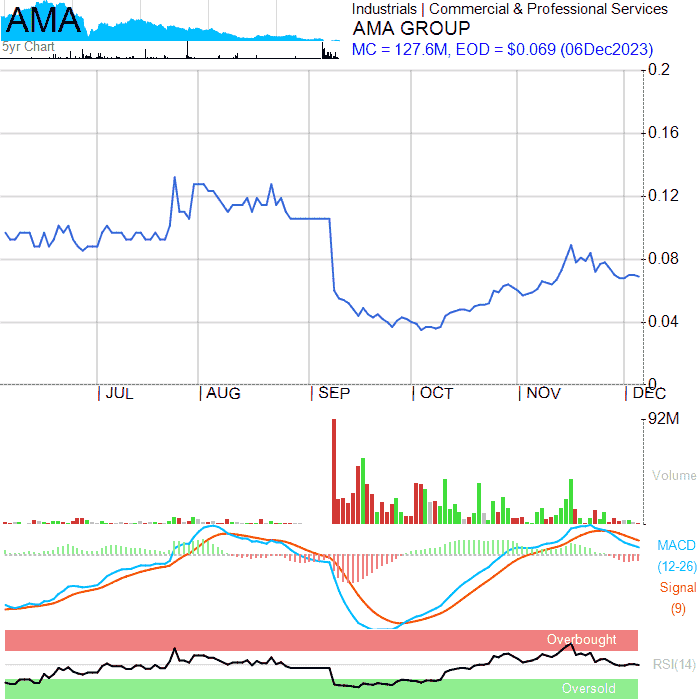 AMA
5yr Chart
Industrials | Commercial & Professional Services
AMA GROUP
MC = 127.6M, EOD = $0.069 (06Dec2023)
0.2
0.16
0.12
0.08
0.04
0
| JUL | AUG | SEP | OCT | NOV | DEC
92M
Volume
MACD
(12-26)
Signal
(9)
Overbought
RSI(14)
Oversold